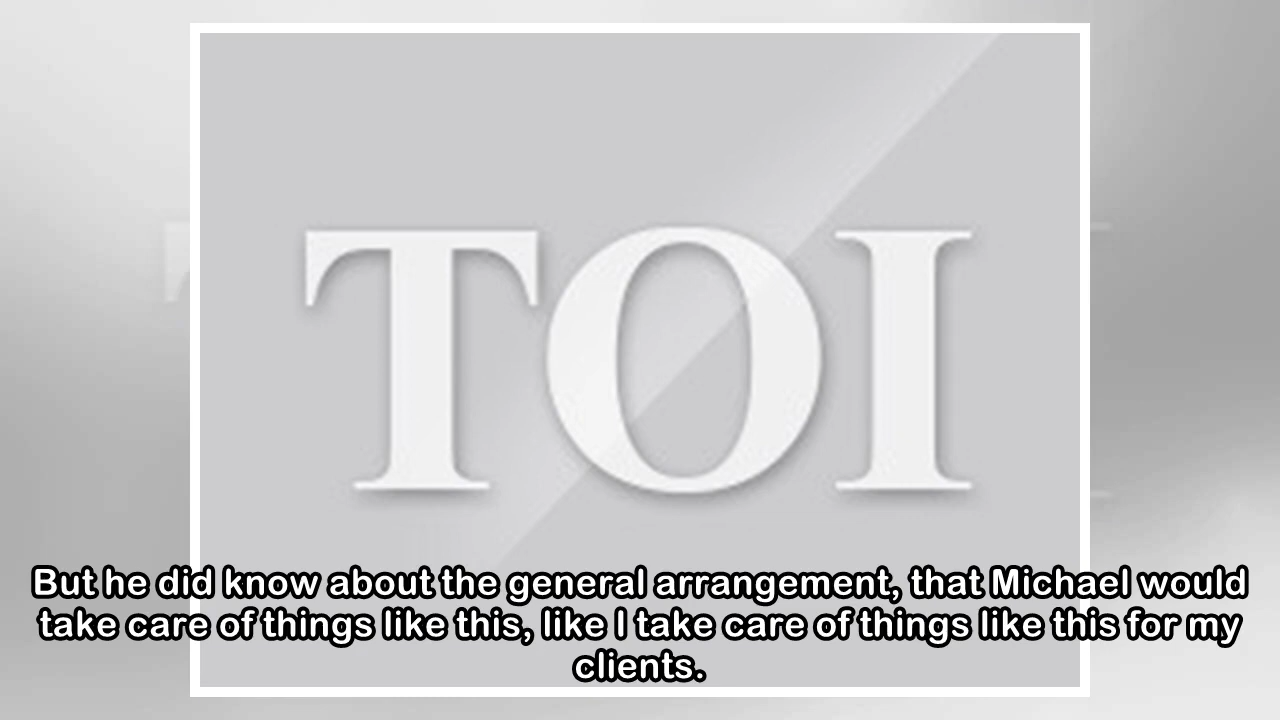 TOI
But he did know about the general arrangement, that Michael would
take care of things like this, like I take care of things like this for my
clients.